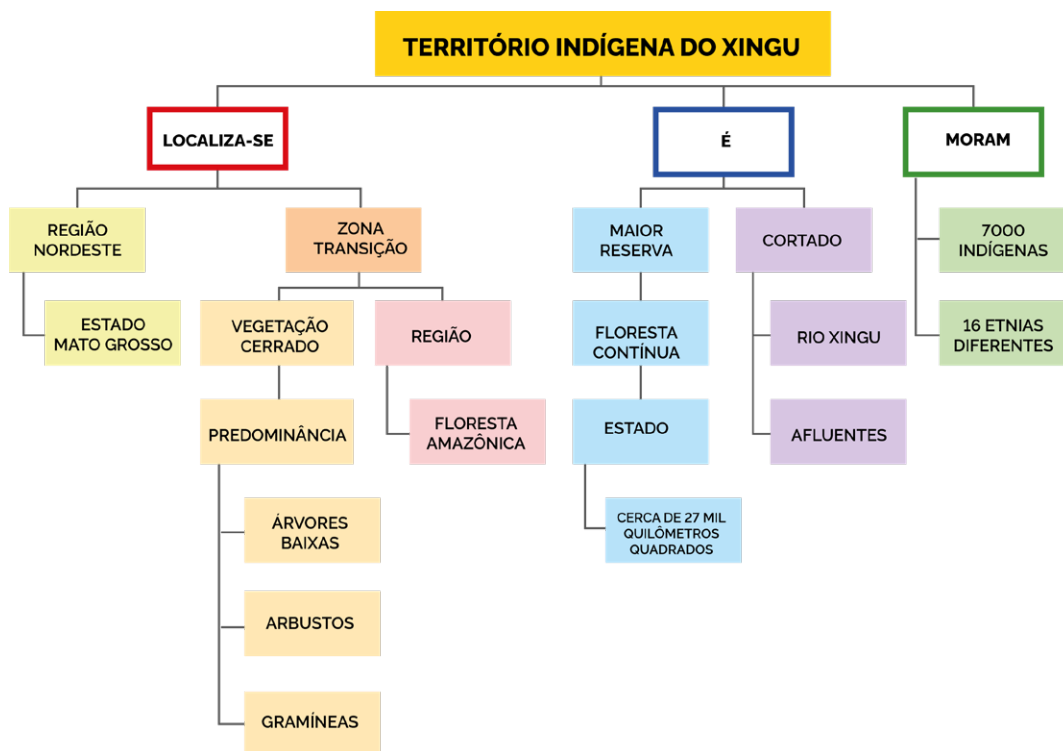 TERRITÓRIO INDÍGENA DO XINGU
LOCALIZA-SE
É
MORAM
REGIÃO
NORDESTE
ZONA
TRANSIÇÃO
MAIOR
RESERVA
CORTADO
7000
INDÍGENAS
ESTADO
MATO GROSSO
VEGETAÇÃO
CERRADO
REGIÃO
FLORESTA
CONTÍNUA
RIO XINGU
16 ETNIAS
DIFERENTES
PREDOMINÂNCIA
FLORESTA
AMAZÔNICA
ESTADO
AFLUENTES
ÁRVORES
BAIXAS
CERCA DE 27 MIL
QUILÔMETROS
QUADRADOS
ARBUSTOS
GRAMÍNEAS